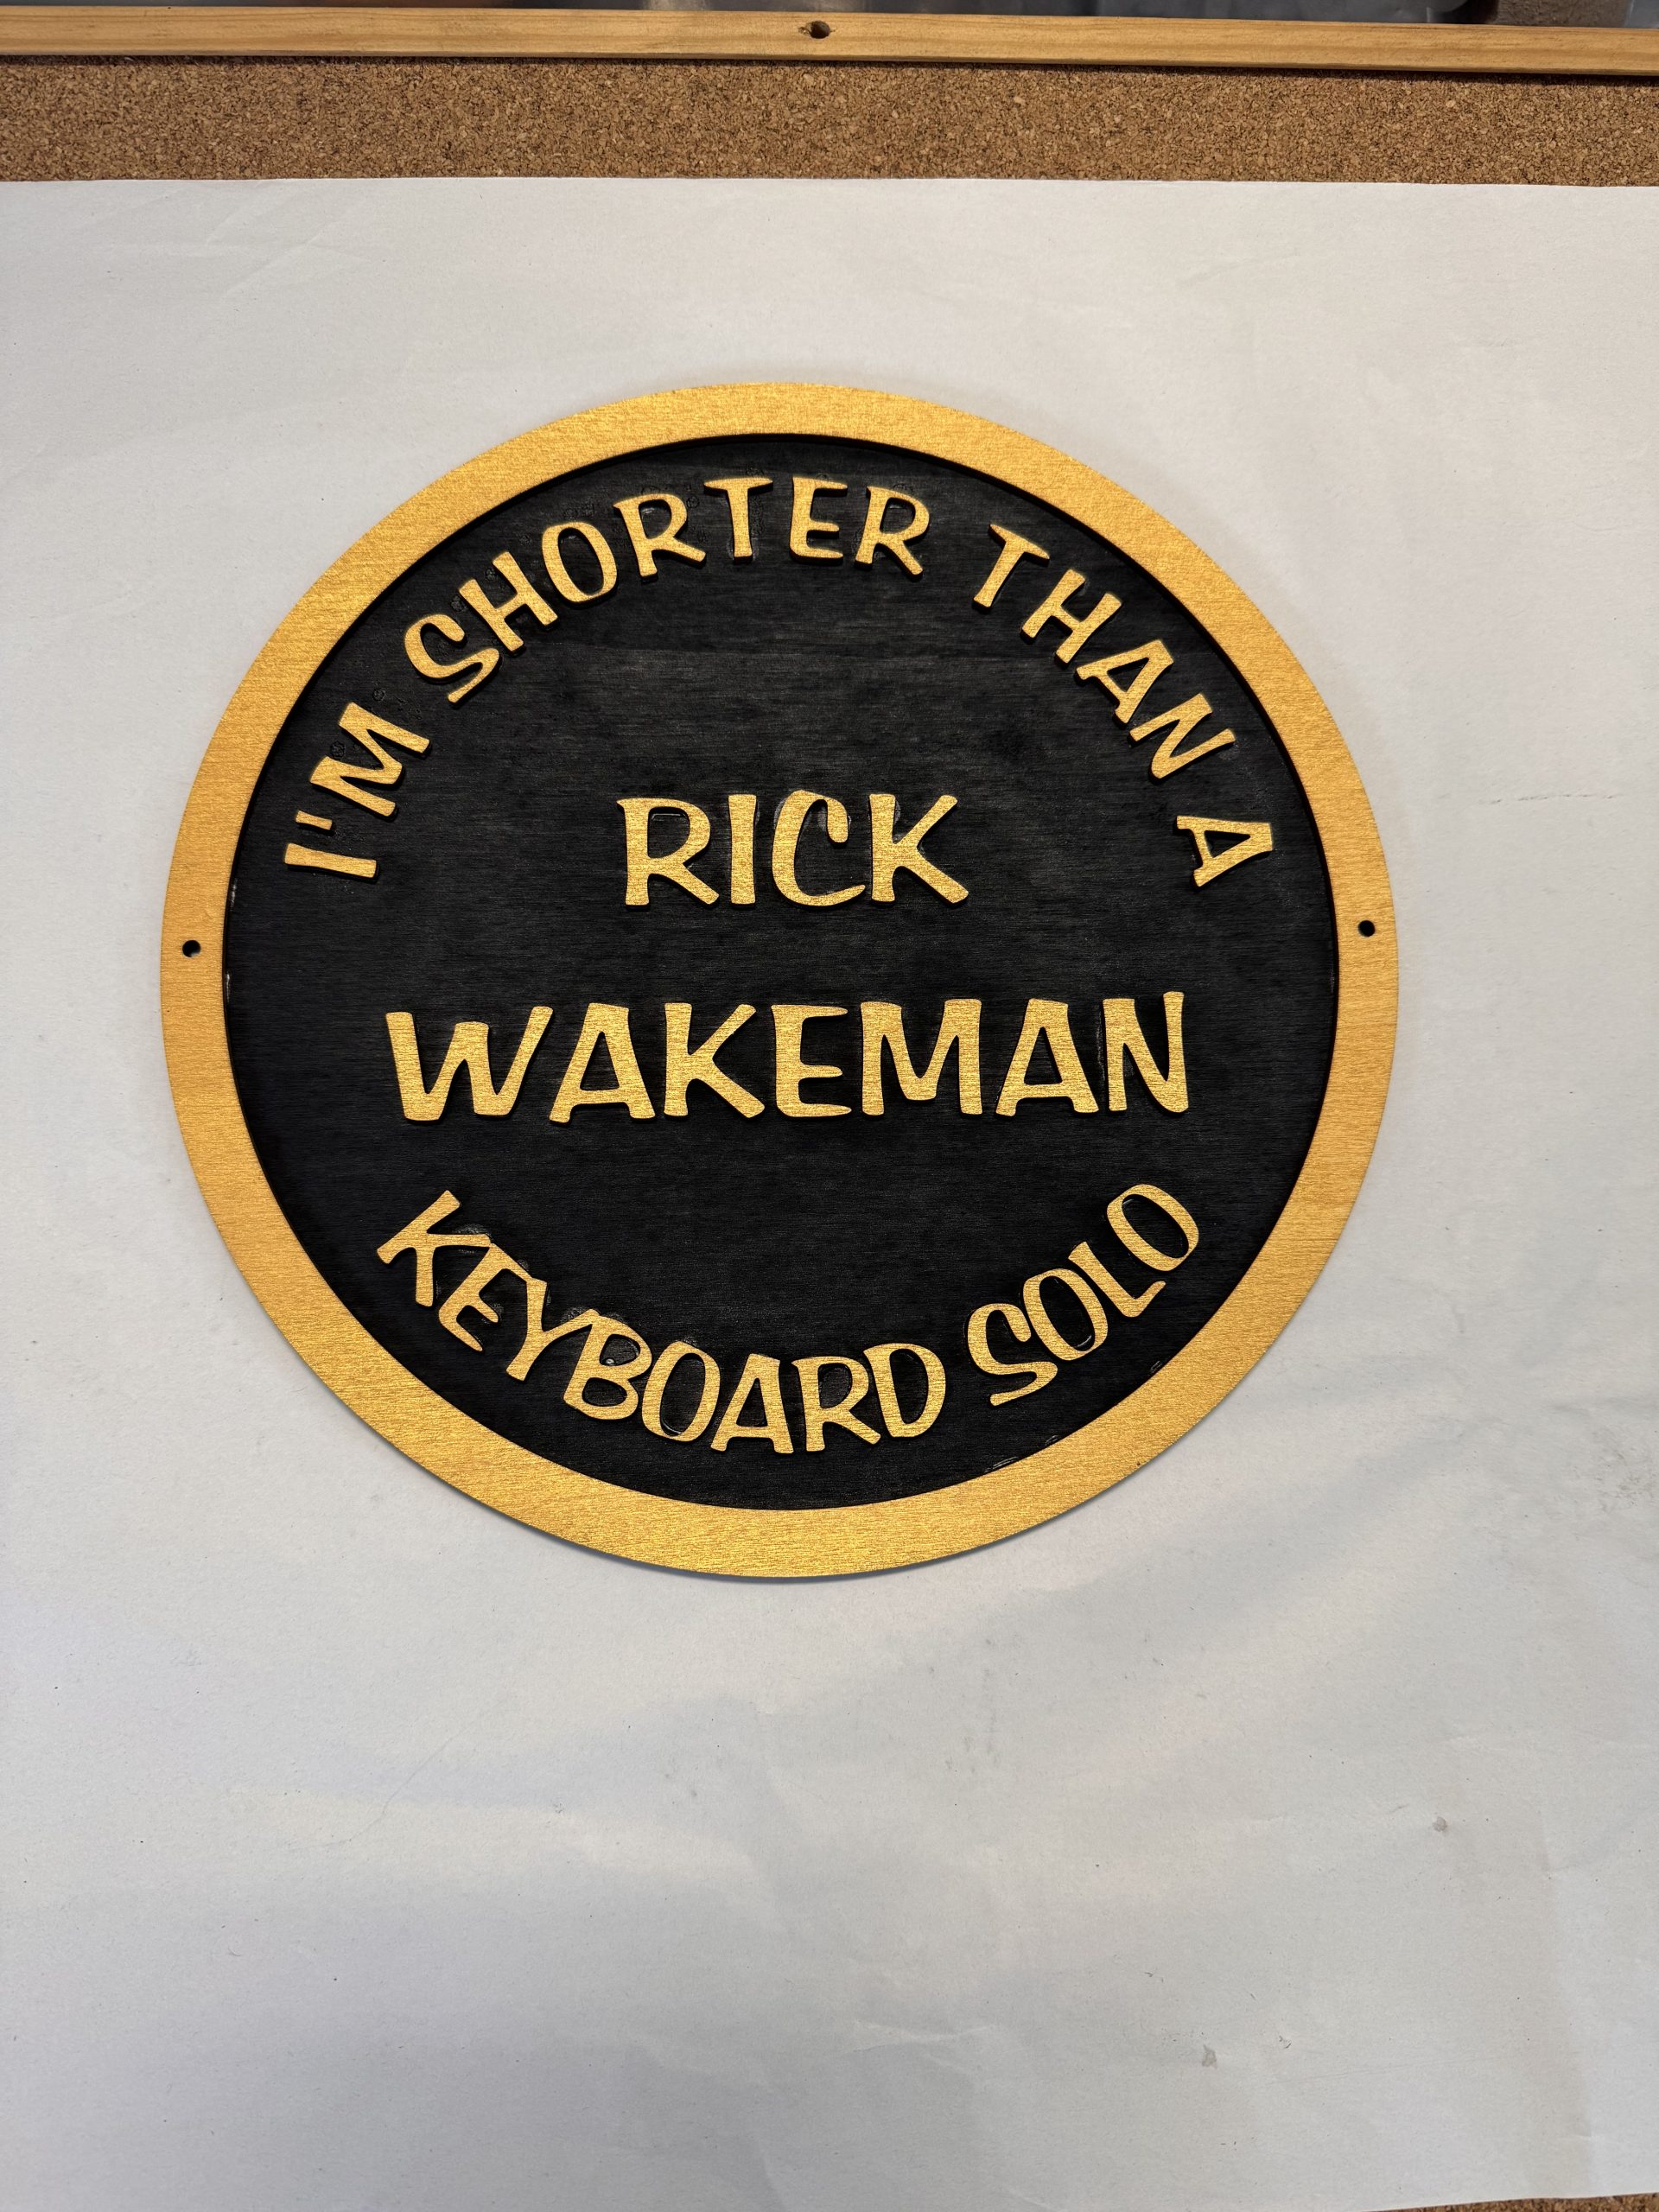 I'M SHORTER THAN A
RICK
WAKEMAN
KEYBOARD SOLO